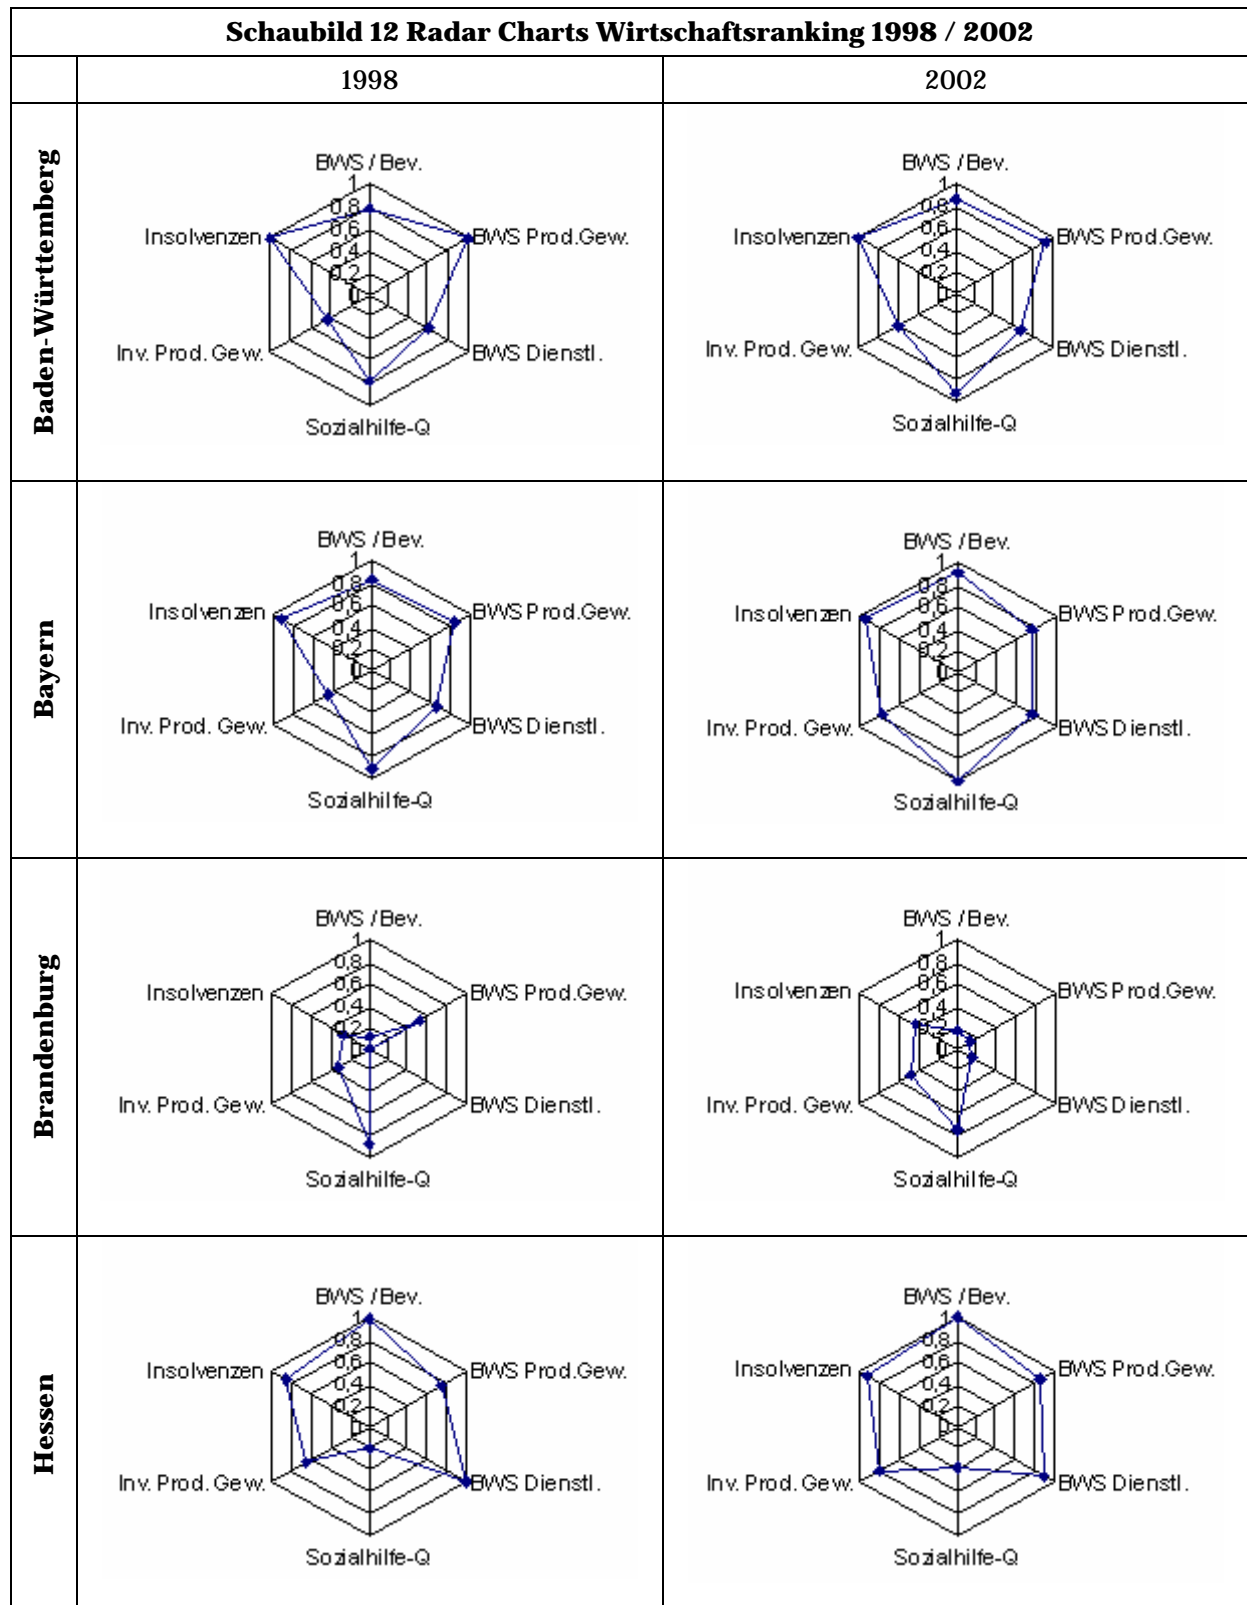 Schaubild 12 Radar Charts Wirtschaftsranking 1998 / 2002
1998
2002
Baden-Württemberg
BWS / Bev.
1
0,8
0,6
0,4
0,2
0
Insolvenzen
BWS Prod.Gew.
Inv. Prod. Gew.
BWS Dienstl.
Sozialhilfe-Q
BWS / Bev.
1
0,8
0,6
0,4
0,2
0
Insolvenzen
BWS Prod.Gew.
Inv. Prod. Gew.
BWS Dienstl.
Sozialhilfe-Q
Bayern
BWS / Bev.
1
0,8
0,6
0,4
0,2
0
Insolvenzen
BWS Prod.Gew.
Inv. Prod. Gew.
BWS Dienstl.
Sozialhilfe-Q
BWS / Bev.
1
0,8
0,6
0,4
0,2
0
Insolvenzen
BWS Prod.Gew.
Inv. Prod. Gew.
BWS Dienstl.
Sozialhilfe-Q
Brandenburg
BWS / Bev.
1
0,8
0,6
0,4
0,2
0
Insolvenzen
BWS Prod.Gew.
Inv. Prod. Gew.
BWS Dienstl.
Sozialhilfe-Q
BWS / Bev.
1
0,8
0,6
0,4
0,2
0
Insolvenzen
BWS Prod.Gew.
Inv. Prod. Gew.
BWS Dienstl.
Sozialhilfe-Q
Hessen
BWS / Bev.
1
0,8
0,6
0,4
0,2
0
Insolvenzen
BWS Prod.Gew.
Inv. Prod. Gew.
BWS Dienstl.
Sozialhilfe-Q
BWS / Bev.
1
0,8
0,6
0,4
0,2
0
Insolvenzen
BWS Prod.Gew.
Inv. Prod. Gew.
BWS Dienstl.
Sozialhilfe-Q